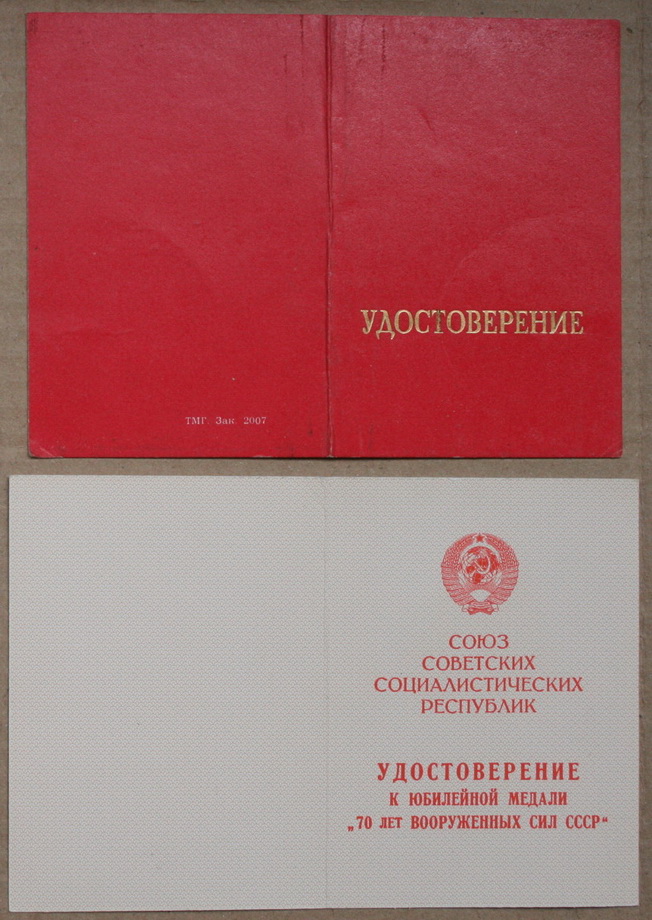 УДОСТОВЕРЕНИЕ
ТМГ. Зак. 2007
СОЮЗ
СОВЕТСКИХ
СОЦИАЛИСТИЧЕСКИХ
РЕСПУБЛИК
УДОСТОВЕРЕНИЕ
К ЮБИЛЕЙНОЙ МЕДАЛИ
„70 лет ВООРУЖЕННЫХ СИЛ СССР“